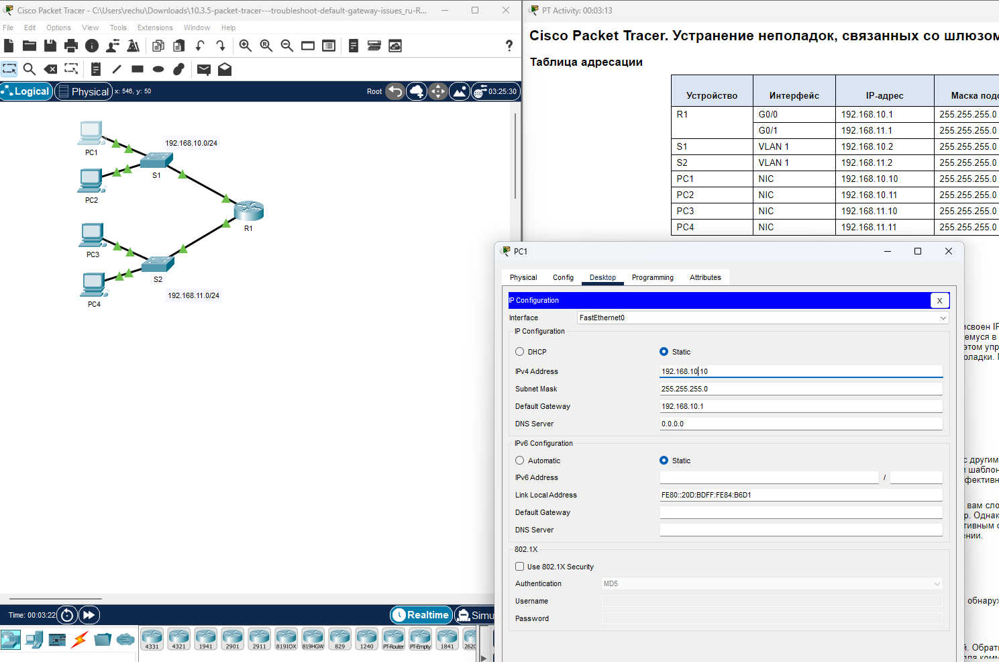 Cisco Packet Tracer - C:\Users\rechu\Downloads\10.3.5-packet-tracer---troubleshoot-default-gateway-issues_ru-R...
File Edit Options View Tools Extensions Window Help
?
Logical Physical x: 546, y: 50 Root 03:25:30
PC1
192.168.10.0/24
S1
PC2
R1
PC3
S2
192.168.11.0/24
PC4
Time: 00:03:22 Realtime Simu
4331 4321 1941 2901 2911 819IOX 819HGW 829 1240 PT-Router PT-Empty 1841 2620
PT Activity: 00:03:13
Cisco Packet Tracer. Устранение неполадок, связанных со шлюзом
Таблица адресации
Устройство Интерфейс IP-адрес Маска подс
R1 G0/0 192.168.10.1 255.255.255.0
G0/1 192.168.11.1 255.255.255.0
S1 VLAN 1 192.168.10.2 255.255.255.0
S2 VLAN 1 192.168.11.2 255.255.255.0
PC1 NIC 192.168.10.10 255.255.255.0
PC2 NIC 192.168.10.11 255.255.255.0
PC3 NIC 192.168.11.10 255.255.255.0
PC4 NIC 192.168.11.11 255.255.255.0
PC1
Physical Config Desktop Programming Attributes
IP Configuration X
Interface FastEthernet0
IP Configuration
DHCP Static
IPv4 Address 192.168.10.10
Subnet Mask 255.255.255.0
Default Gateway 192.168.10.1
DNS Server 0.0.0.0
IPv6 Configuration
Automatic Static
IPv6 Address /
Link Local Address FE80::20D:BDFF:FE84:B6D1
Default Gateway
DNS Server
802.1X
Use 802.1X Security
Authentication MD5
Username
Password
своен IP
емуся в
этом упр
оладки. П
с другим
и шаблон
фективн
вам сло
р. Однак
тивным с
ении.
обнаруж
й. Обрати
для комм